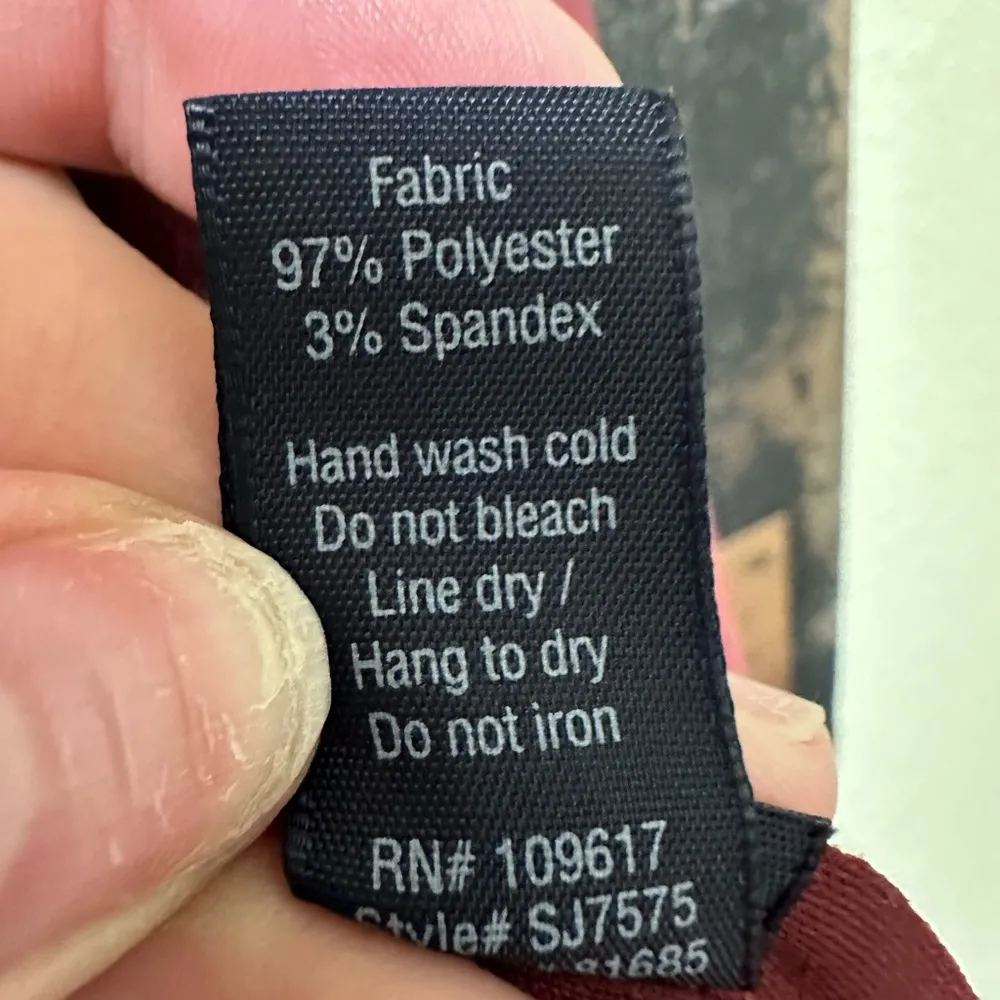 Fabric
97% Polyester
3% Spandex
Hand wash cold
Do not bleach
Line dry /
Hang to dry
Do not iron
RN# 109617
Style# SJ7575
81685